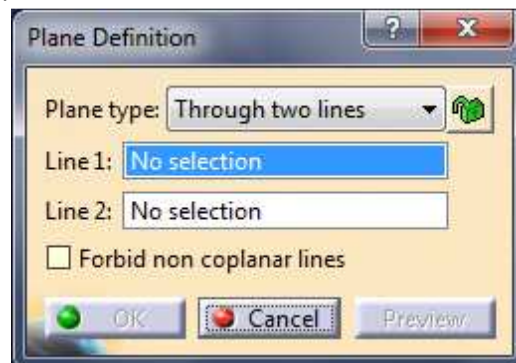 Plane Definition
?
X
Plane type: Through two lines
Line 1: No selection
Line 2: No selection
Forbid non coplanar lines
OK Cancel Preview